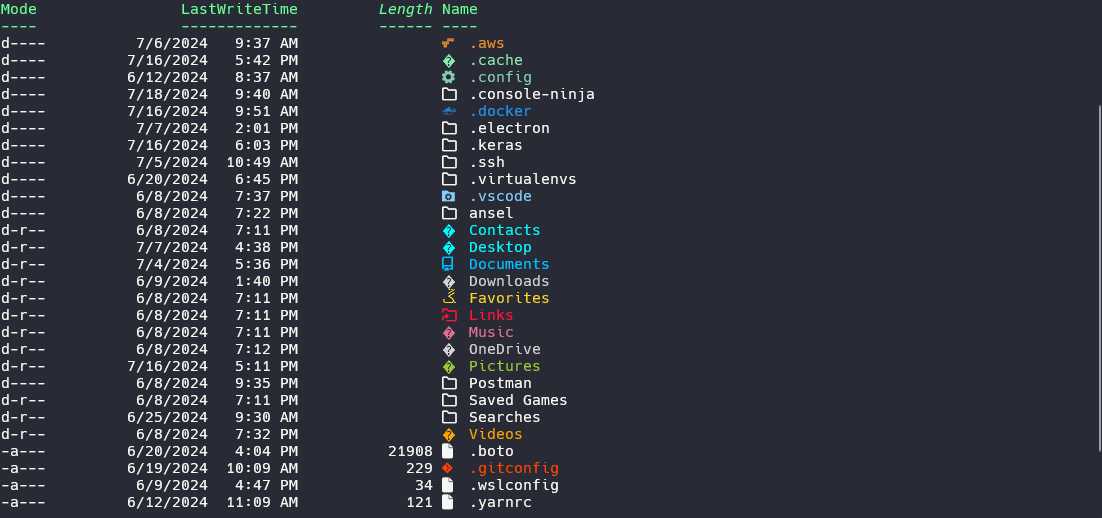 Mode LastWriteTime Length Name
---- ------------- ------ ----
d---- 7/6/2024 9:37 AM .aws
d---- 7/16/2024 5:42 PM .cache
d---- 6/12/2024 8:37 AM .config
d---- 7/18/2024 9:40 AM .console-ninja
d---- 7/16/2024 9:51 AM .docker
d---- 7/7/2024 2:01 PM .electron
d---- 7/16/2024 6:03 PM .keras
d---- 7/5/2024 10:49 AM .ssh
d---- 6/20/2024 6:45 PM .virtualenvs
d---- 6/8/2024 7:37 PM .vscode
d---- 6/8/2024 7:22 PM ansel
d-r-- 6/8/2024 7:11 PM Contacts
d-r-- 7/7/2024 4:38 PM Desktop
d-r-- 7/4/2024 5:36 PM Documents
d-r-- 6/9/2024 1:40 PM Downloads
d-r-- 6/8/2024 7:11 PM Favorites
d-r-- 6/8/2024 7:11 PM Links
d-r-- 6/8/2024 7:11 PM Music
d-r-- 6/8/2024 7:12 PM OneDrive
d-r-- 7/16/2024 5:11 PM Pictures
d---- 6/8/2024 9:35 PM Postman
d-r-- 6/8/2024 7:11 PM Saved Games
d-r-- 6/25/2024 9:30 AM Searches
d-r-- 6/8/2024 7:32 PM Videos
-a--- 6/20/2024 4:04 PM 21908 .boto
-a--- 6/19/2024 10:09 AM 229 .gitconfig
-a--- 6/9/2024 4:47 PM 34 .wslconfig
-a--- 6/12/2024 11:09 AM 121 .yarnrc